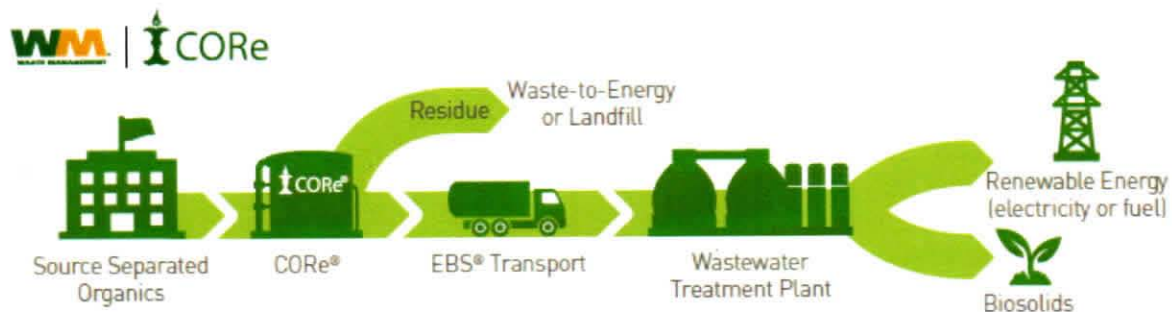 WM
WASTE MANAGEMENT
CORe
Residue
Waste-to-Energy
or Landfill
CORe®
Source Separated
Organics
CORe®
EBS® Transport
Wastewater
Treatment Plant
Renewable Energy
(electricity or fuel)
Biosolids